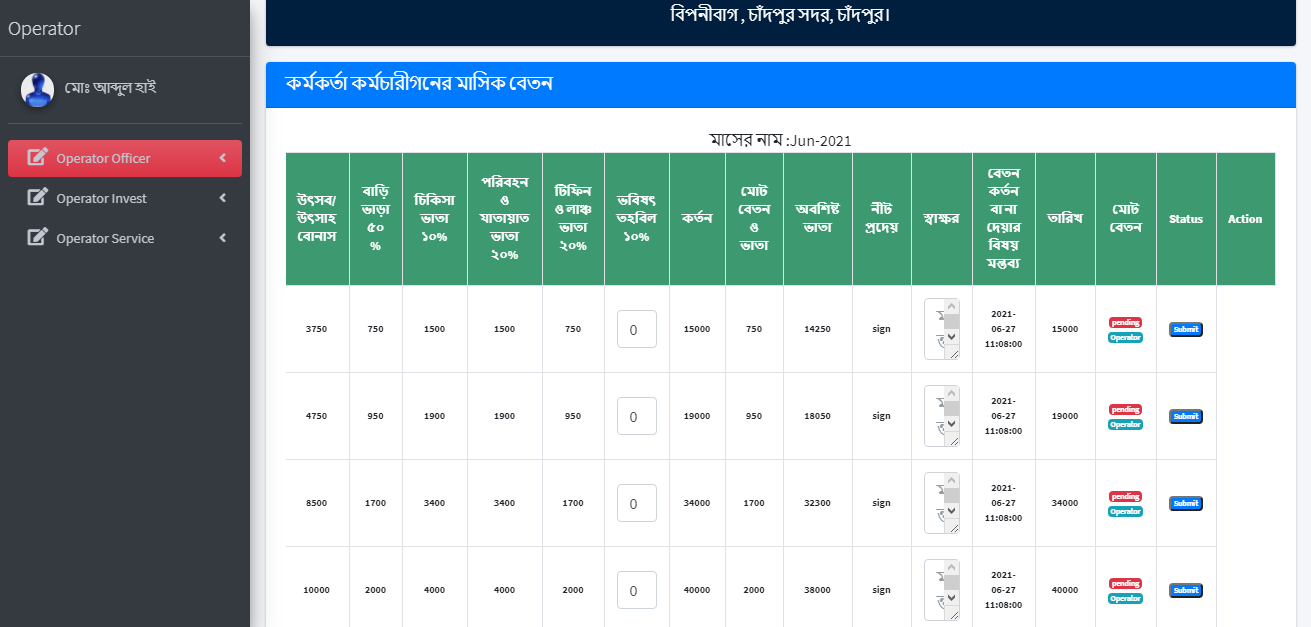 Operator
মোঃ আব্দুল হাই
Operator Officer
Operator Invest
Operator Service
বিপনীবাগ , চাঁদপুর সদর, চাঁদপুর।
কর্মকর্তা কর্মচারীগনের মাসিক বেতন
মাসের নাম :Jun-2021
উৎসব/
উৎসাহ
বোনাস
বাড়ি
ভাড়া
৫০
%
চিকিসা
ভাতা
১০%
পরিবহন
ও
যাতায়াত
ভাতা
২০%
টিফিন
ও লাঞ্চ
ভাতা
২০%
ভবিষৎ
তহবিল
১০%
কর্তন
মোট
বেতন
ও
ভাতা
অবশিষ্ট
ভাতা
নীট
প্রদেয়
স্বাক্ষর
বেতন
কর্তন
বা না
দেয়ার
বিষয়
মন্তব্য
তারিখ
মোট
বেতন
Status
Action
3750 750 1500 1500 750 0 15000 750 14250 sign
2021-
06-27
11:08:00
15000
pending
Operator
Submit
4750 950 1900 1900 950 0 19000 950 18050 sign
2021-
06-27
11:08:00
19000
pending
Operator
Submit
8500 1700 3400 3400 1700 0 34000 1700 32300 sign
2021-
06-27
11:08:00
34000
pending
Operator
Submit
10000 2000 4000 4000 2000 0 40000 2000 38000 sign
2021-
06-27
11:08:00
40000
pending
Operator
Submit